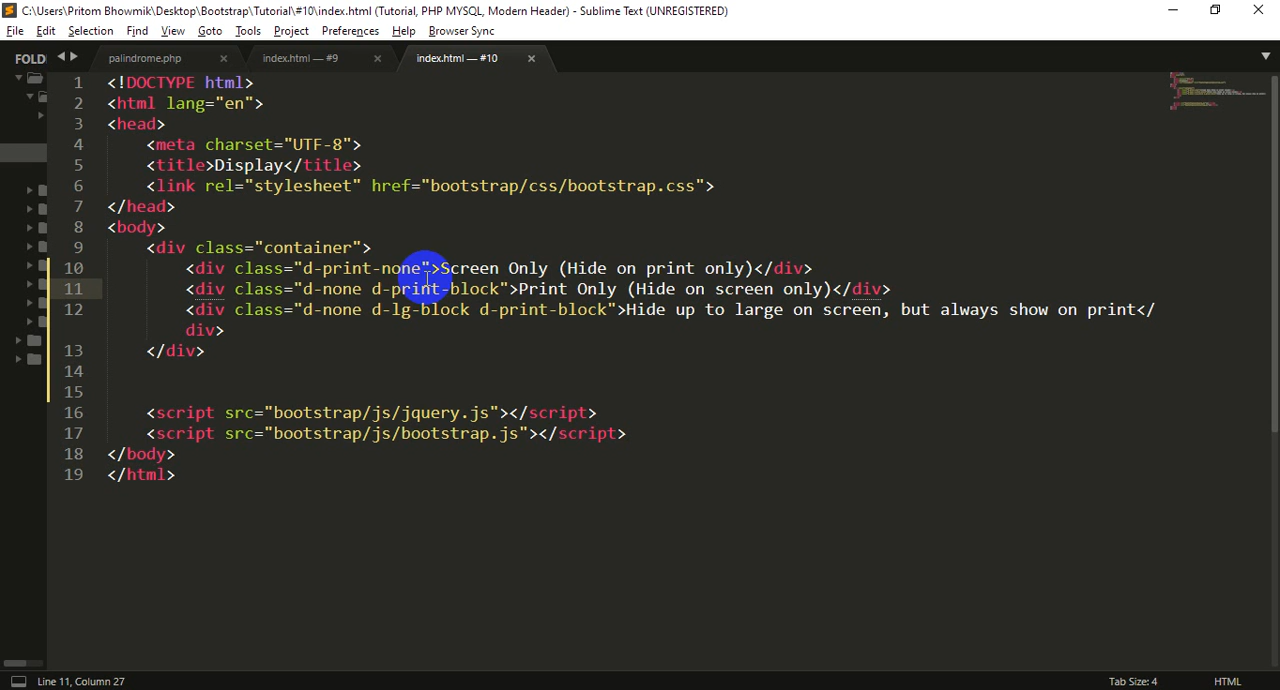 C:\Users\Pritom Bhowmik\Desktop\Bootstrap\Tutorial\#10\index.html (Tutorial, PHP MYSQL, Modern Header) - Sublime Text (UNREGISTERED)
File Edit Selection Find View Goto Tools Project Preferences Help Browser Sync
FOLD palindrome.php index.html — #9 index.html — #10
1 <!DOCTYPE html>
2 <html lang="en">
3 <head>
4 <meta charset="UTF-8">
5 <title>Display</title>
6 <link rel="stylesheet" href="bootstrap/css/bootstrap.css">
7 </head>
8 <body>
9 <div class="container">
10 <div class="d-print-none">Screen Only (Hide on print only)</div>
11 <div class="d-none d-print-block">Print Only (Hide on screen only)</div>
12 <div class="d-none d-lg-block d-print-block">Hide up to large on screen, but always show on print</
div>
13 </div>
14
15
16 <script src="bootstrap/js/jquery.js"></script>
17 <script src="bootstrap/js/bootstrap.js"></script>
18 </body>
19 </html>
Line 11, Column 27 Tab Size: 4 HTML